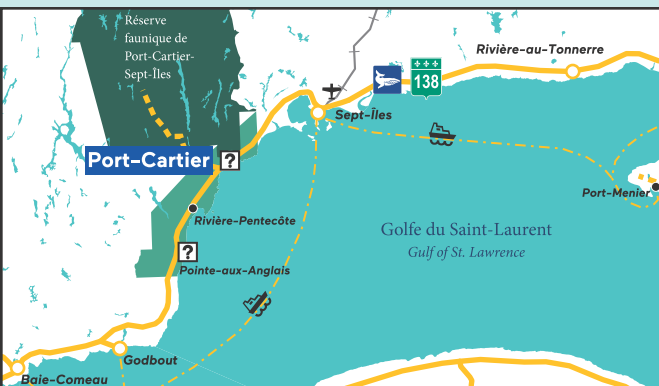 Réserve
faunique de
Port-Cartier-
Sept-Îles
Rivière-au-Tonnerre
138
Sept-Îles
Port-Cartier
?
Port-Menier
Rivière-Pentecôte
Golfe du Saint-Laurent
Gulf of St. Lawrence
?
Pointe-aux-Anglais
Godbout
Baie-Comeau